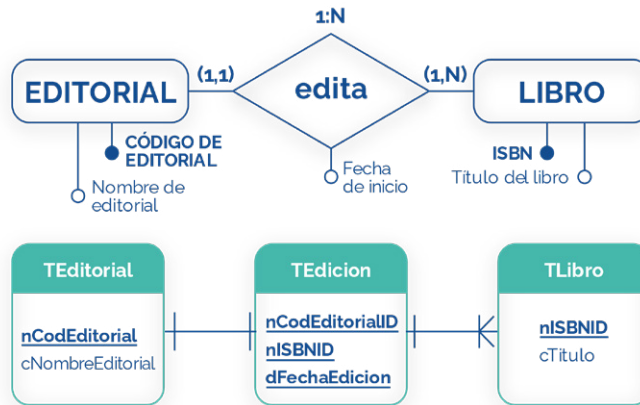 1:N
EDITORIAL
(1,1)
edita
(1,N)
LIBRO
CÓDIGO DE
EDITORIAL
Nombre de
editorial
Fecha
de inicio
ISBN
Título del libro
TEditorial
nCodEditorial
cNombreEditorial
TEdicion
nCodEditorialID
nISBNID
dFechaEdicion
TLibro
nISBNID
cTitulo